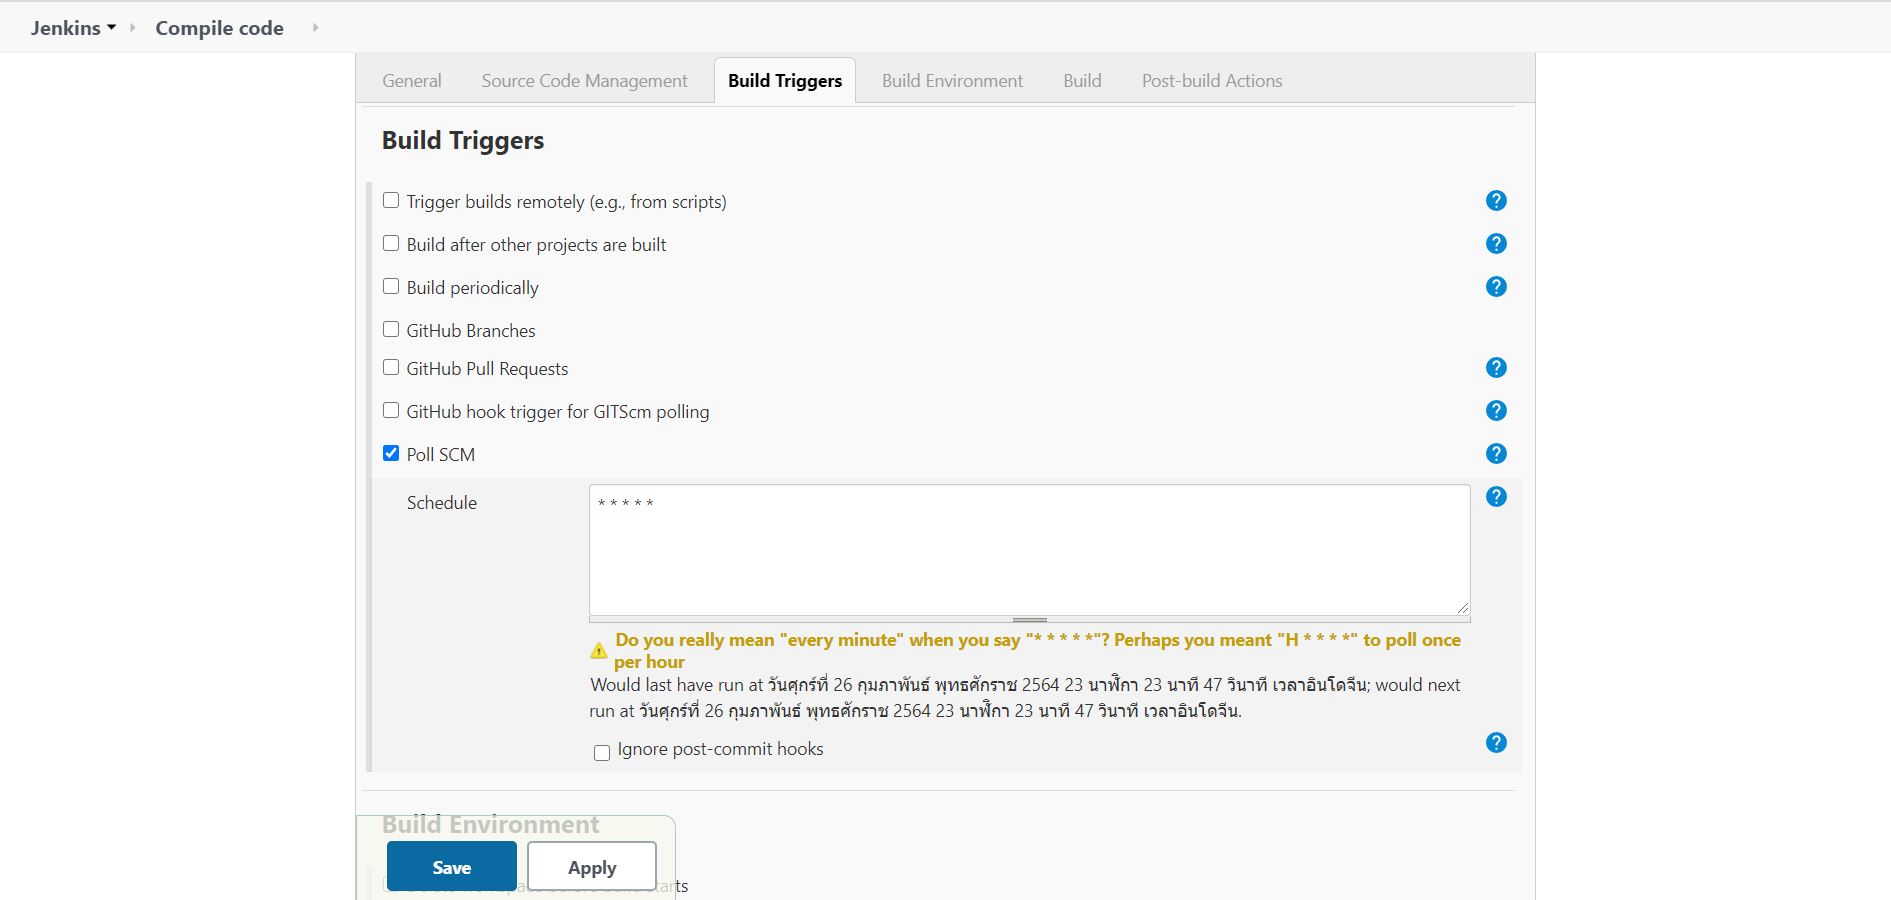 Jenkins Compile code
General Source Code Management Build Triggers Build Environment Build Post-build Actions
Build Triggers
Trigger builds remotely (e.g., from scripts) ?
Build after other projects are built ?
Build periodically ?
GitHub Branches
GitHub Pull Requests ?
GitHub hook trigger for GITScm polling ?
Poll SCM ?
Schedule * * * * * ?
Do you really mean "every minute" when you say "* * * * *"? Perhaps you meant "H * * * *" to poll once
per hour
Would last have run at วันศุกร์ที่ 26 กุมภาพันธ์ พุทธศักราช 2564 23 นาฬิกา 23 นาที 47 วินาที เวลาอินโดจีน; would next
run at วันศุกร์ที่ 26 กุมภาพันธ์ พุทธศักราช 2564 23 นาฬิกา 23 นาที 47 วินาที เวลาอินโดจีน.
Ignore post-commit hooks ?
Build Environment
Save Apply